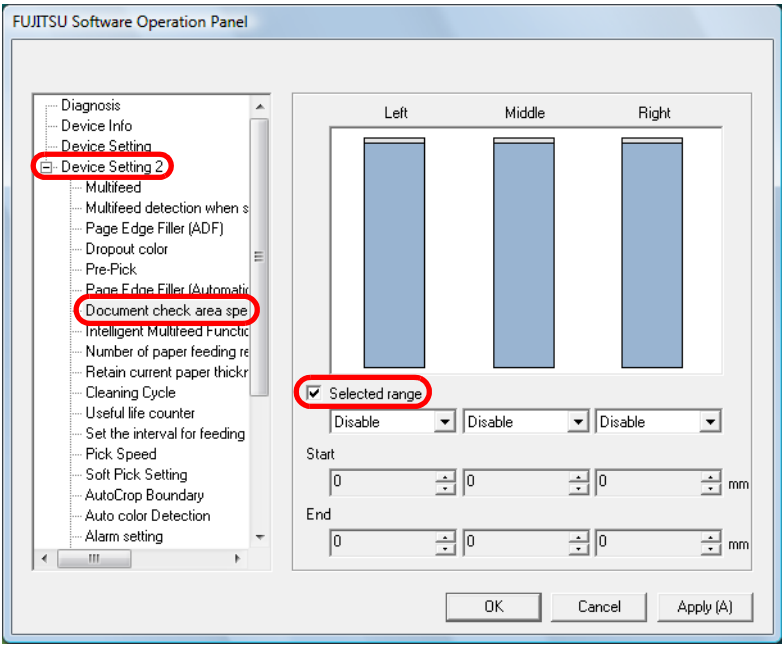 FUJITSU Software Operation Panel
Diagnosis
Device Info
Device Setting
Device Setting 2
Multifeed
Multifeed detection when s
Page Edge Filler (ADF)
Dropout color
Pre-Pick
Page Edge Filler (Automatic
Document check area spe
Intelligent Multifeed Functic
Number of paper feeding re
Retain current paper thickr
Cleaning Cycle
Useful life counter
Set the interval for feeding
Pick Speed
Soft Pick Setting
AutoCrop Boundary
Auto color Detection
Alarm setting
Left Middle Right
Selected range
Disable Disable Disable
Start
0 0 0 mm
End
0 0 0 mm
OK Cancel Apply (A)